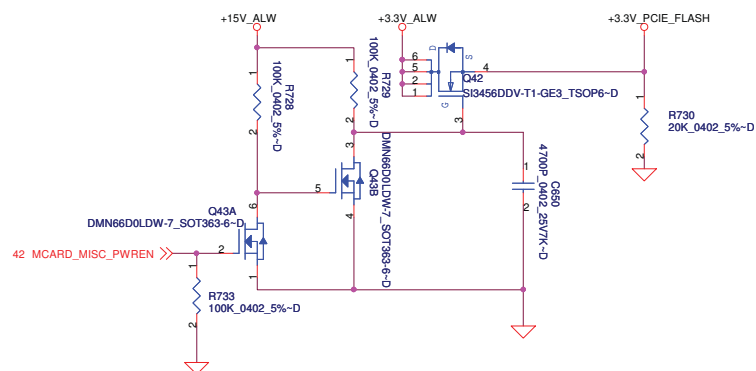 +15V_ALW
+3.3V_ALW
+3.3V_PCIE_FLASH
1
R728
100K_0402_5%~D
2
1
R729
100K_0402_5%~D
2
6
5
2
1
D
S
G
Q42
4
SI3456DDV-T1-GE3_TSOP6~D
3
1
R730
20K_0402_5%~D
2
3
5
Q43B
DMN66D0LDW-7_SOT363-6~D
4
1
C650
4700P_0402_25V7K~D
2
Q43A
6
DMN66D0LDW-7_SOT363-6~D
42 MCARD_MISC_PWREN
2
1
1
R733
100K_0402_5%~D
2